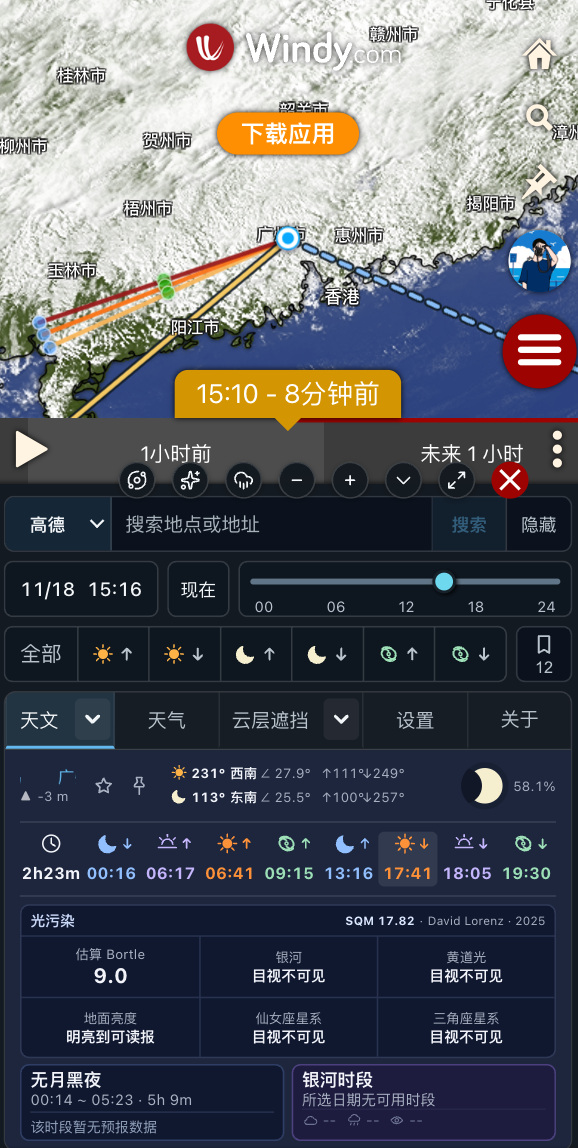 宁化县
赣州市
Windy.com
桂林市
韶关市
下载应用
柳州市
贺州市
漳州
梧州市
揭阳市
广州市
惠州市
玉林市
香港
阳江市
15:10 - 8分钟前
1小时前
未来 1 小时
高德
搜索地点或地址
搜索
隐藏
11/18 15:16
现在
00 06 12 18 24
全部
↑
↓
↑
↓
↑
↓
12
天文
天气
云层遮挡
设置
关于
广
▲ -3 m
231° 西南 ∠ 27.9° ↑111°↓249°
113° 东南 ∠ 25.5° ↑100°↓257°
58.1%
↓ ↑ ↑ ↑ ↑ ↓ ↓ ↓
2h23m 00:16 06:17 06:41 09:15 13:16 17:41 18:05 19:30
光污染
SQM 17.82 · David Lorenz · 2025
估算 Bortle
9.0
银河
目视不可见
黄道光
目视不可见
地面亮度
明亮到可读报
仙女座星系
目视不可见
三角座星系
目视不可见
无月黑夜
00:14 ~ 05:23 · 5h 9m
该时段暂无预报数据
银河时段
所选日期无可用时段
-- -- --